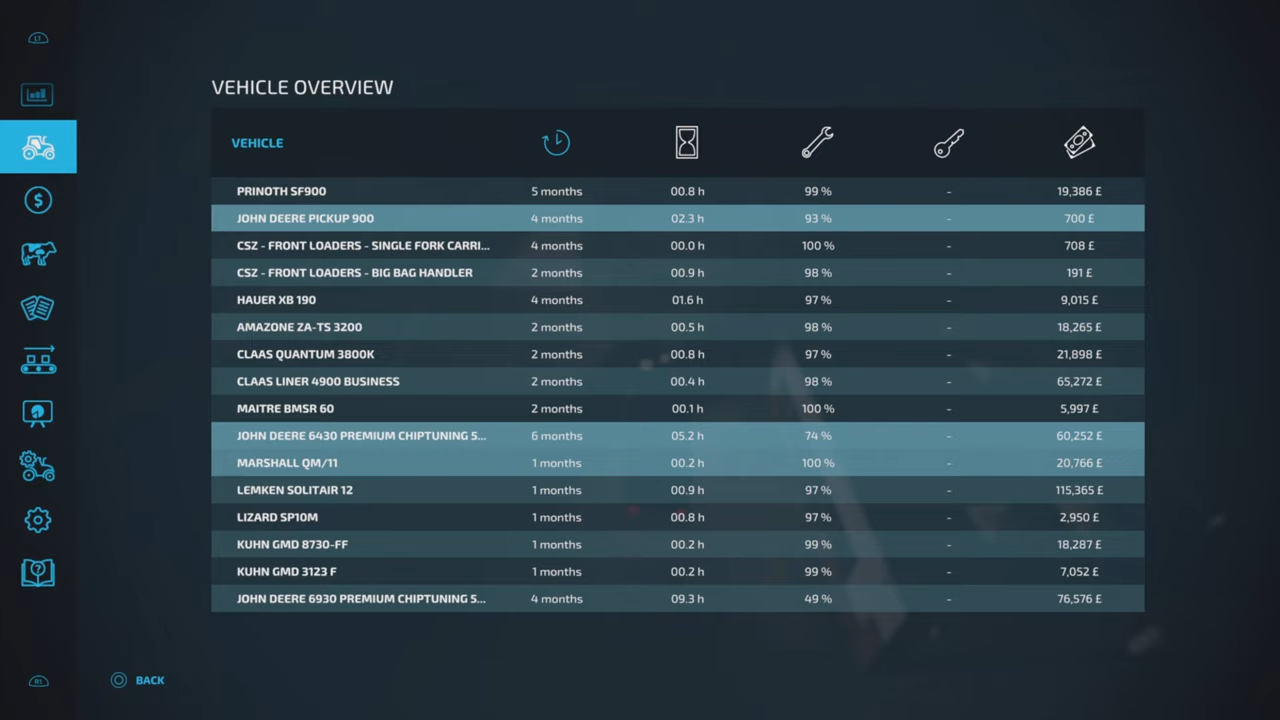 L1
VEHICLE OVERVIEW
VEHICLE
PRINOTH SF900 5 months 00.8 h 99 % - 19,386 £
JOHN DEERE PICKUP 900 4 months 02.3 h 93 % - 700 £
CSZ - FRONT LOADERS - SINGLE FORK CARRI... 4 months 00.0 h 100 % - 708 £
CSZ - FRONT LOADERS - BIG BAG HANDLER 2 months 00.9 h 98 % - 191 £
HAUER XB 190 4 months 01.6 h 97 % - 9,015 £
AMAZONE ZA-TS 3200 2 months 00.5 h 98 % - 18,265 £
CLAAS QUANTUM 3800K 2 months 00.8 h 97 % - 21,898 £
CLAAS LINER 4900 BUSINESS 2 months 00.4 h 98 % - 65,272 £
MAITRE BMSR 60 2 months 00.1 h 100 % - 5,997 £
JOHN DEERE 6430 PREMIUM CHIPTUNING 5... 6 months 05.2 h 74 % - 60,252 £
MARSHALL QM/11 1 months 00.2 h 100 % - 20,766 £
LEMKEN SOLITAIR 12 1 months 00.9 h 97 % - 115,365 £
LIZARD SP10M 1 months 00.8 h 97 % - 2,950 £
KUHN GMD 8730-FF 1 months 00.2 h 99 % - 18,287 £
KUHN GMD 3123 F 1 months 00.2 h 99 % - 7,052 £
JOHN DEERE 6930 PREMIUM CHIPTUNING 5... 4 months 09.3 h 49 % - 76,576 £
R1
BACK